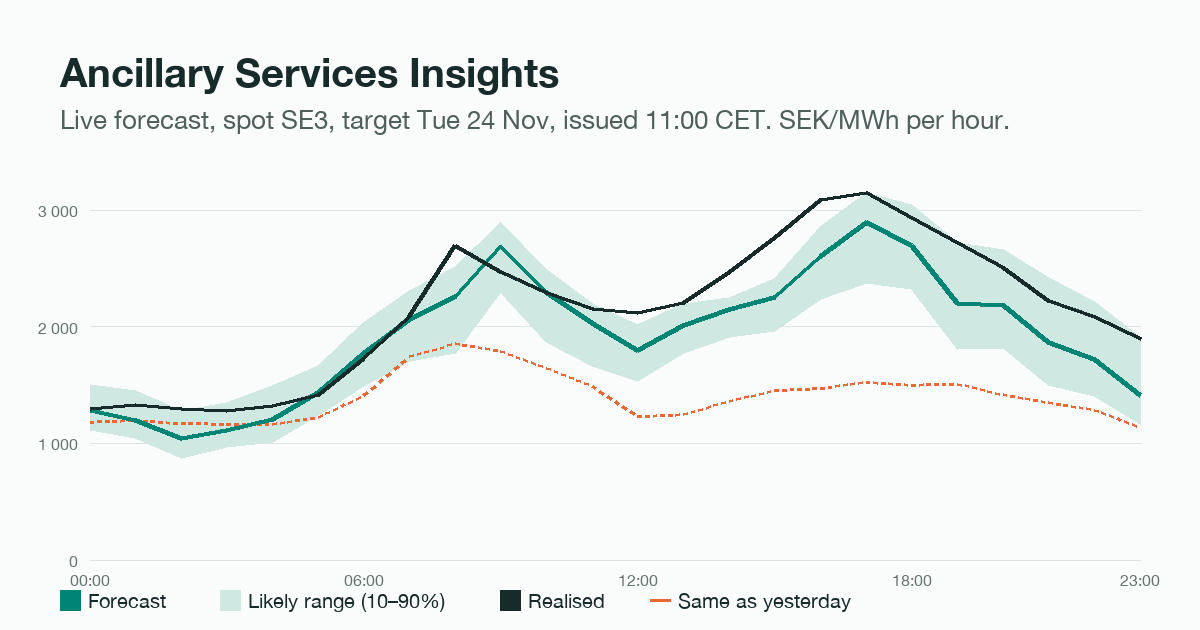 Ancillary Services Insights
Live forecast, spot SE3, target Tue 24 Nov, issued 11:00 CET. SEK/MWh per hour.
3 000
2 000
1 000
0
00:00 06:00 12:00 18:00 23:00
Forecast Likely range (10–90%) Realised Same as yesterday